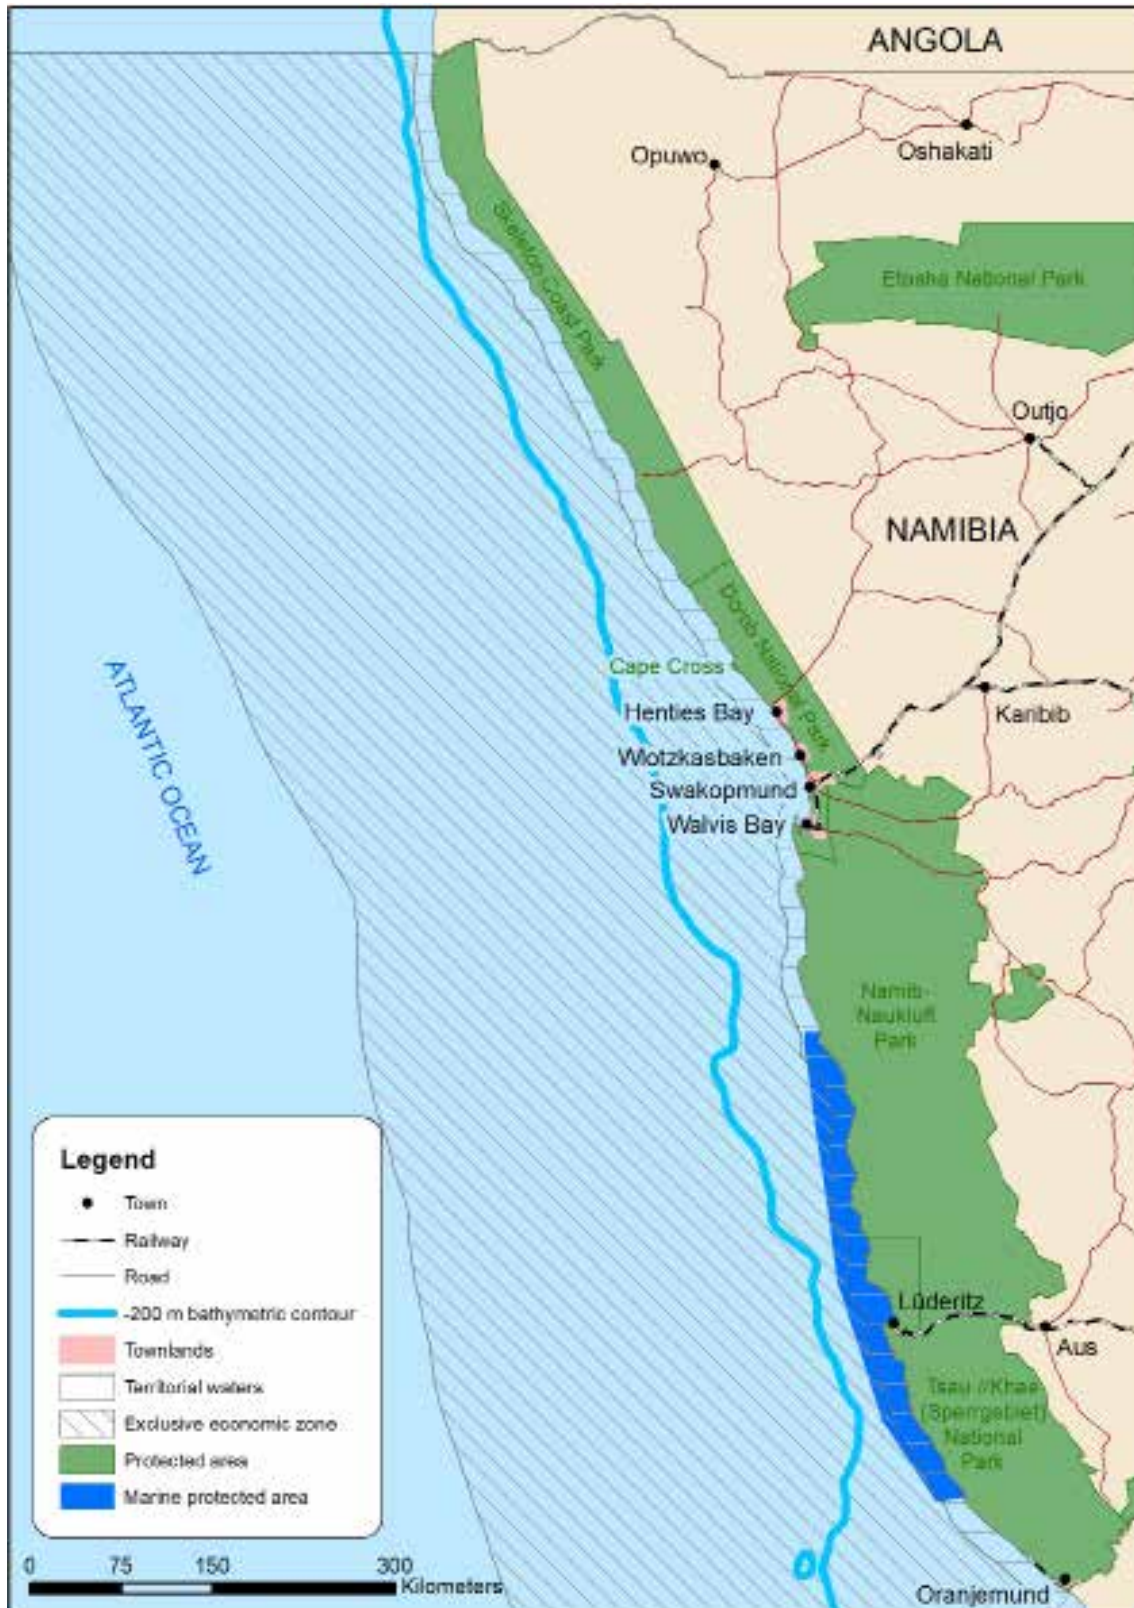 ANGOLA
Opuwo
Oshakati
Skeleton Coast Park
Etosha National Park
Outjo
NAMIBIA
Dorob National Park
Cape Cross
ATLANTIC OCEAN
Henties Bay
Karibib
Wlotzkasbaken
Swakopmund
Walvis Bay
Namib-
Naukluft
Park
Lüderitz
Aus
Tsau //Khaeb
(Sperrgebiet)
National
Park
Oranjemund
Legend
Town
Railway
Road
-200 m bathymetric contour
Townlands
Territorial waters
Exclusive economic zone
Protected area
Marine protected area
0 75 150 300
Kilometers